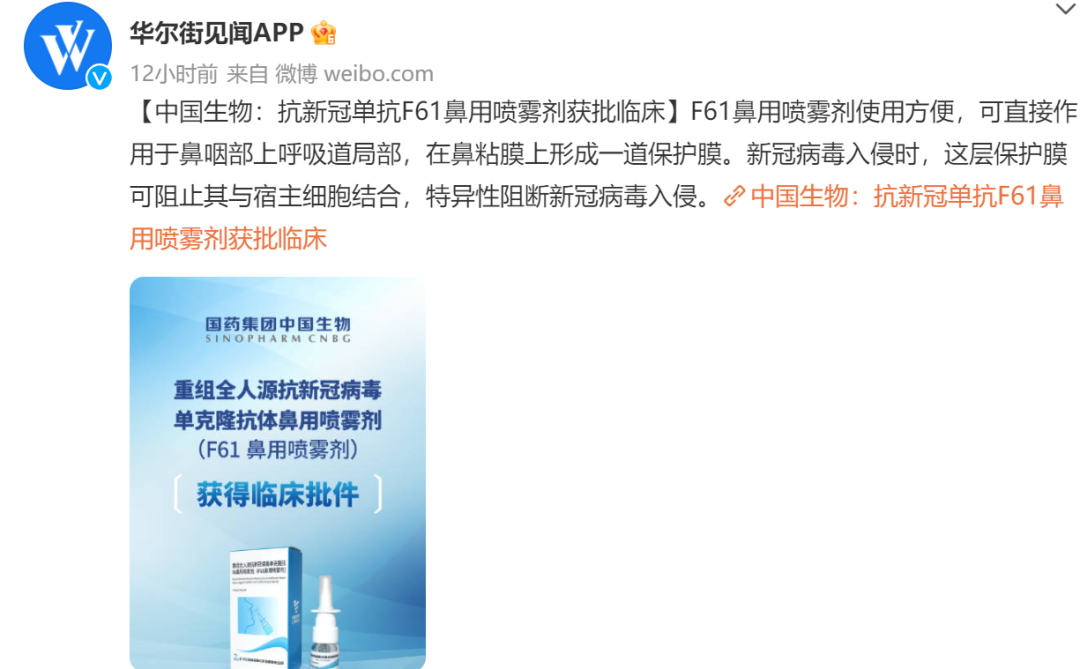 华尔街见闻APP
12小时前 来自 微博 weibo.com
【中国生物：抗新冠单抗F61鼻用喷雾剂获批临床】F61鼻用喷雾剂使用方便，可直接作
用于鼻咽部上呼吸道局部，在鼻粘膜上形成一道保护膜。新冠病毒入侵时，这层保护膜
可阻止其与宿主细胞结合，特异性阻断新冠病毒入侵。中国生物：抗新冠单抗F61鼻
用喷雾剂获批临床
国药集团中国生物
SINOPHARM CNBG
重组全人源抗新冠病毒
单克隆抗体鼻用喷雾剂
（F61 鼻用喷雾剂）
获得临床批件